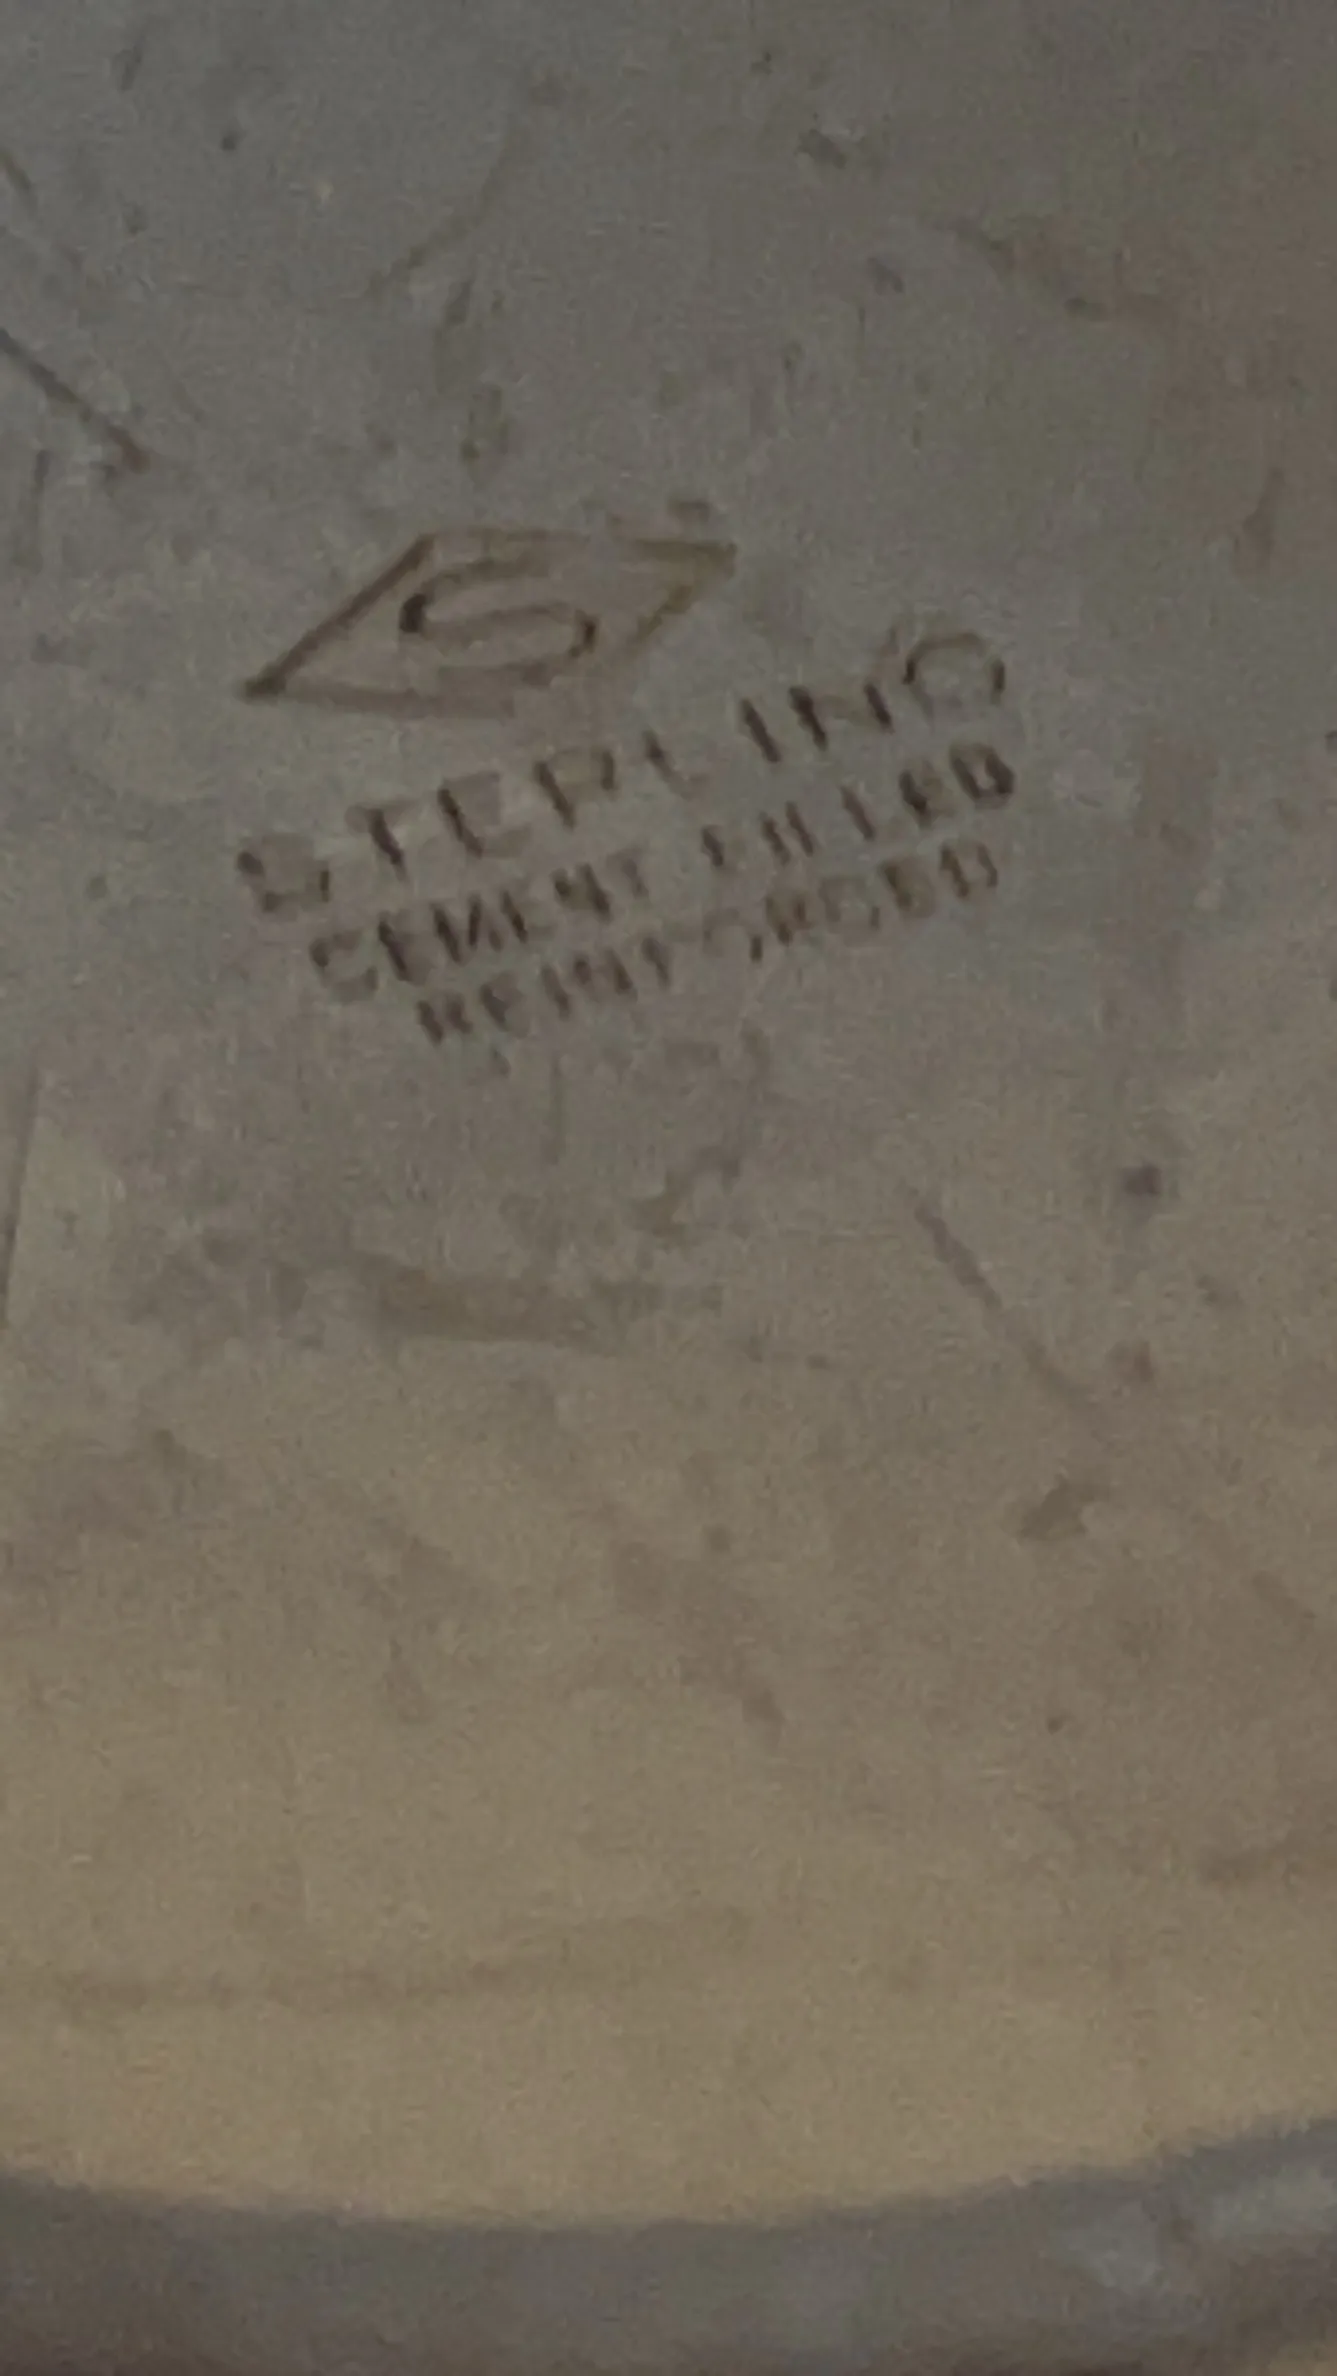 S
STERLING
CEMENT FILLED
REINFORCED